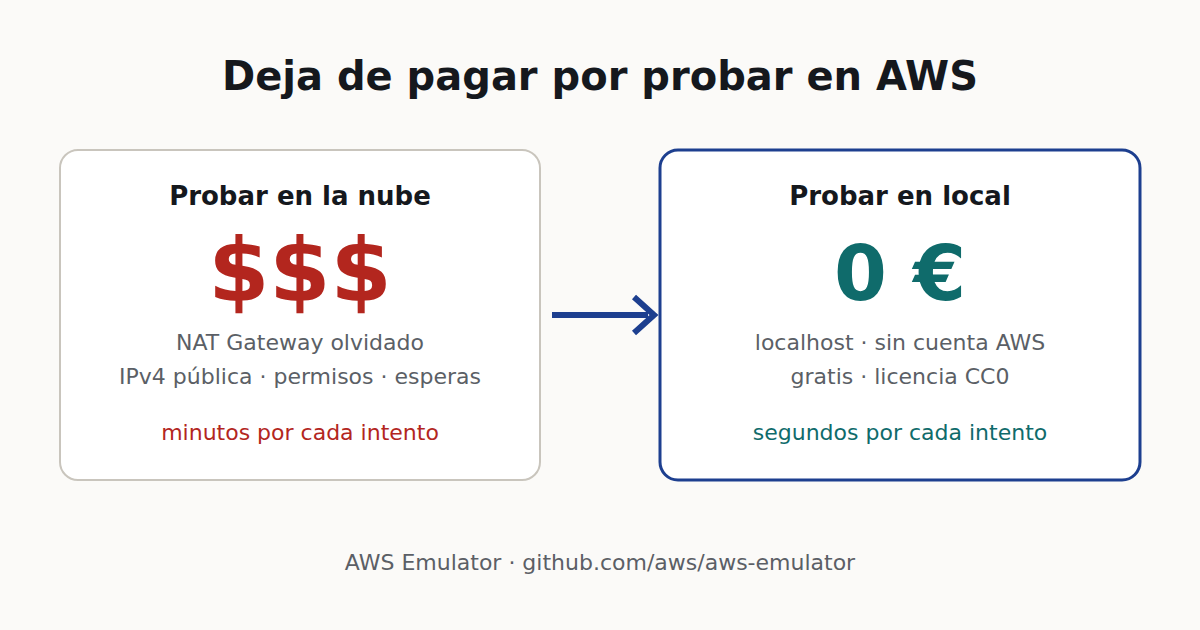 Deja de pagar por probar en AWS
Probar en la nube
$$$
NAT Gateway olvidado
IPv4 pública · permisos · esperas
minutos por cada intento
Probar en local
0 €
localhost · sin cuenta AWS
gratis · licencia CC0
segundos por cada intento
AWS Emulator · github.com/aws/aws-emulator